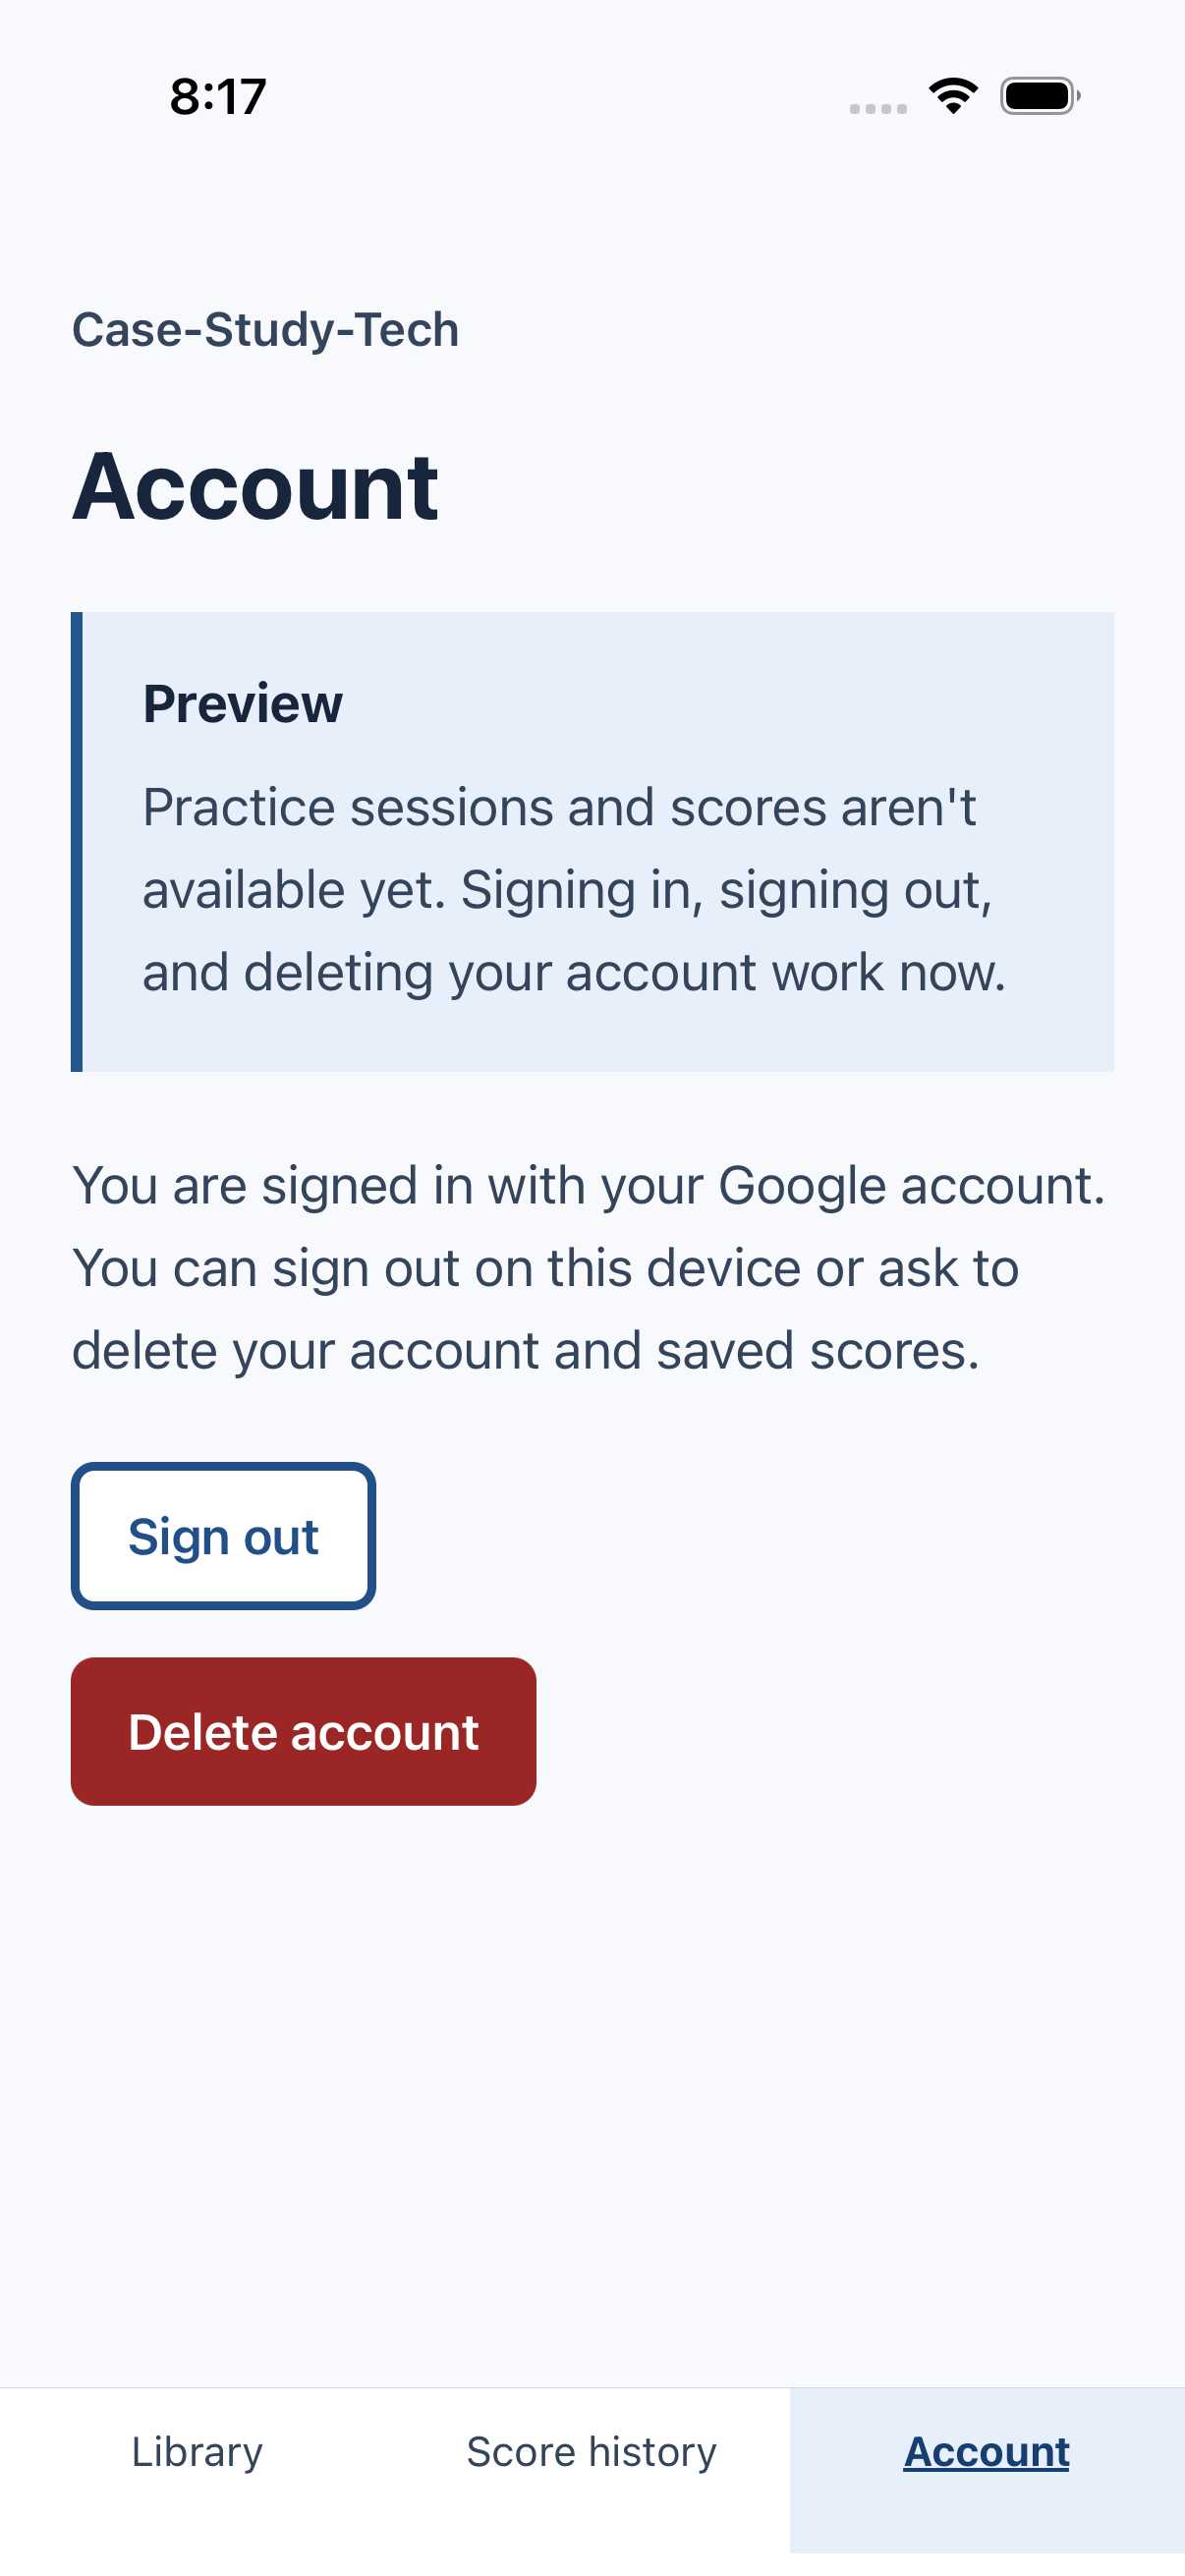 8:17
Case-Study-Tech
Account
Preview
Practice sessions and scores aren't
available yet. Signing in, signing out,
and deleting your account work now.
You are signed in with your Google account.
You can sign out on this device or ask to
delete your account and saved scores.
Sign out
Delete account
Library
Score history
Account